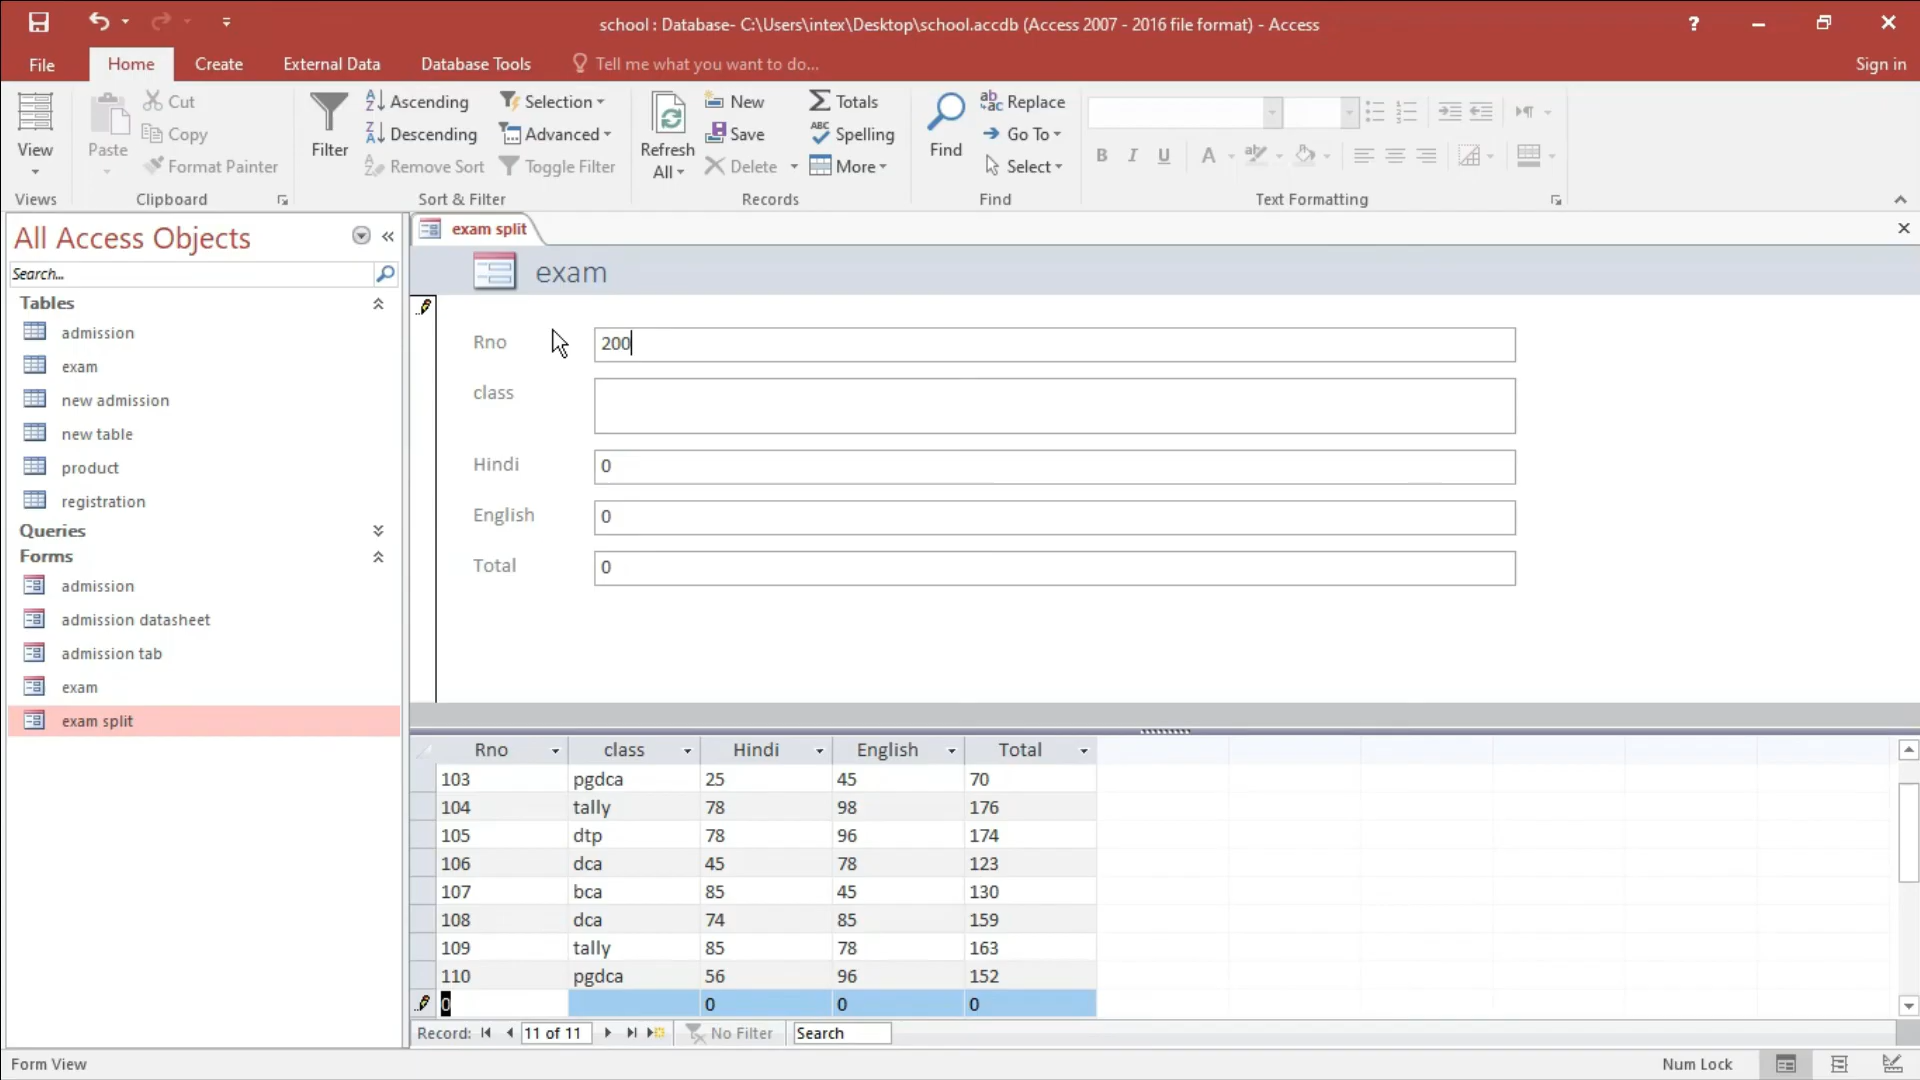 school : Database- C:\Users\intex\Desktop\school.accdb (Access 2007 - 2016 file format) - Access
?
File Home Create External Data Database Tools Tell me what you want to do... Sign in
View
Views
Paste
Cut
Copy
Format Painter
Clipboard
Filter
Ascending
Descending
Remove Sort
Selection
Advanced
Toggle Filter
Sort & Filter
Refresh
All
New
Save
Delete
Totals
Spelling
More
Records
Find
Replace
Go To
Select
Find
B I U A
Text Formatting
All Access Objects
Search...
Tables
admission
exam
new admission
new table
product
registration
Queries
Forms
admission
admission datasheet
admission tab
exam
exam split
exam split
exam
Rno 200
class
Hindi 0
English 0
Total 0
Rno class Hindi English Total
103 pgdca 25 45 70
104 tally 78 98 176
105 dtp 78 96 174
106 dca 45 78 123
107 bca 85 45 130
108 dca 74 85 159
109 tally 85 78 163
110 pgdca 56 96 152
0 0 0 0
Record: 11 of 11 No Filter Search
Form View Num Lock